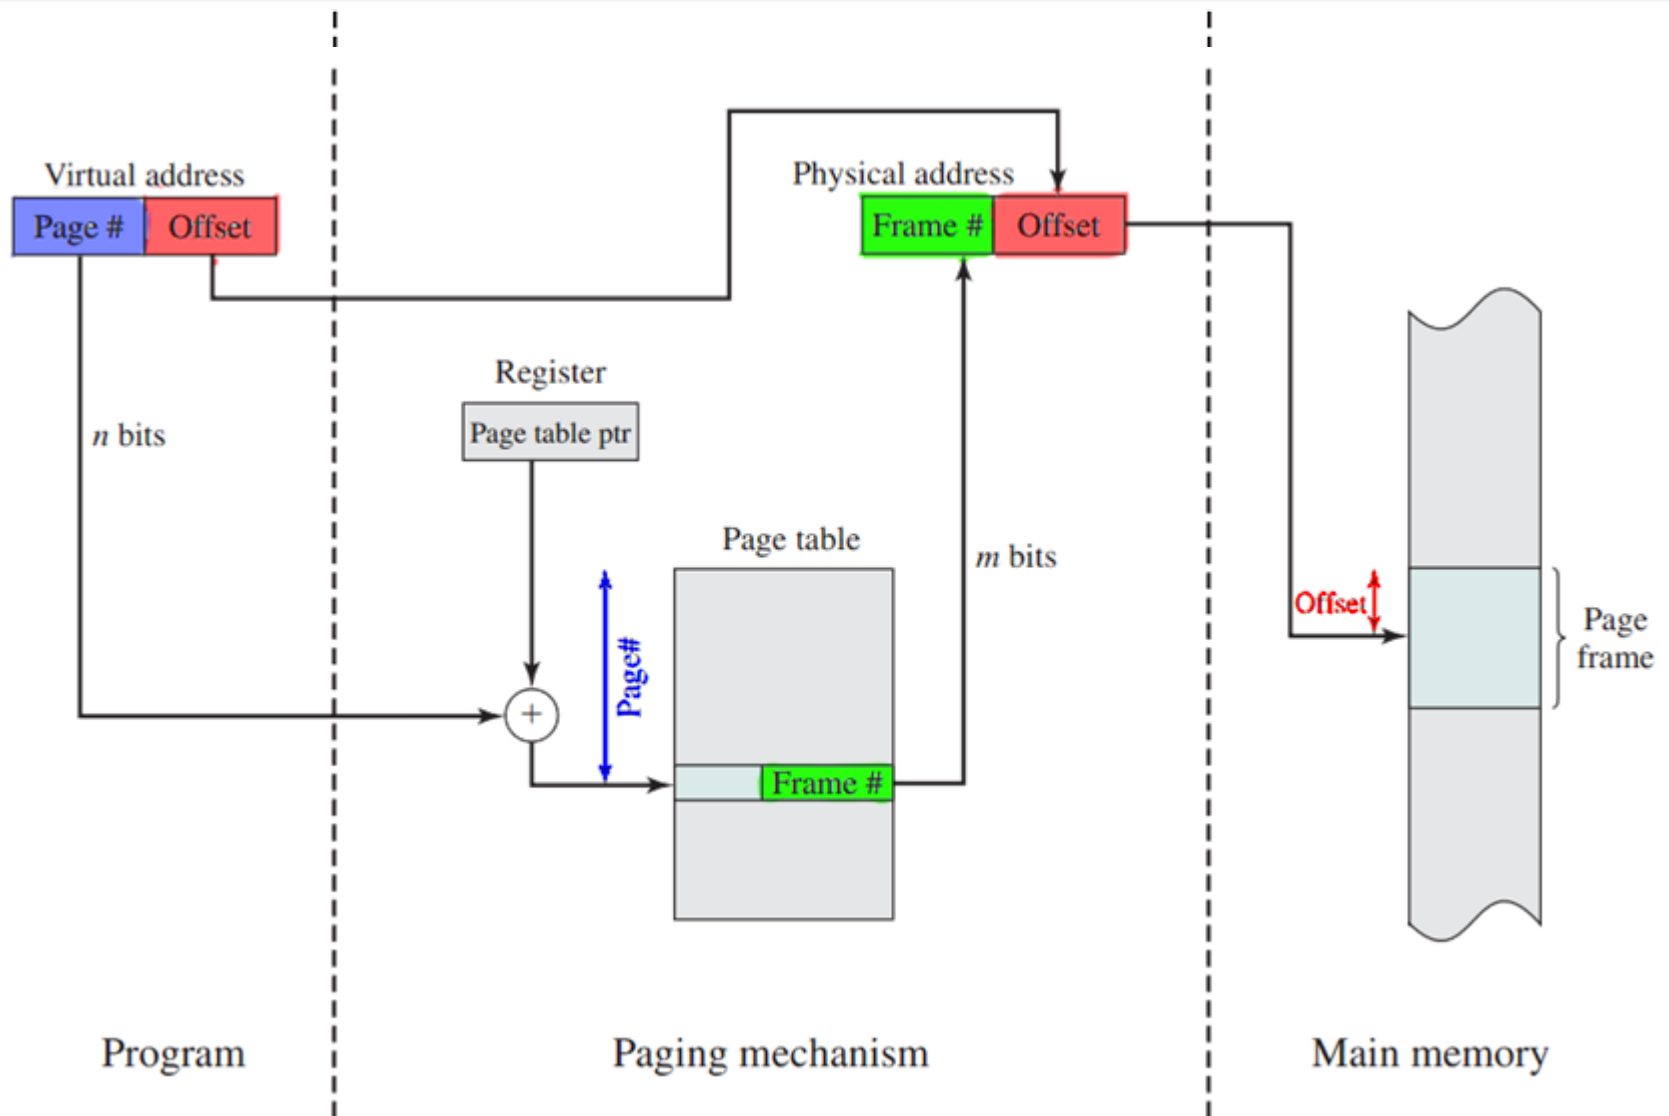 Virtual address
Page #
Offset
Physical address
Frame #
Offset
n bits
Register
Page table ptr
Page table
m bits
Page#
Frame #
Offset
Page
frame
+
Program
Paging mechanism
Main memory